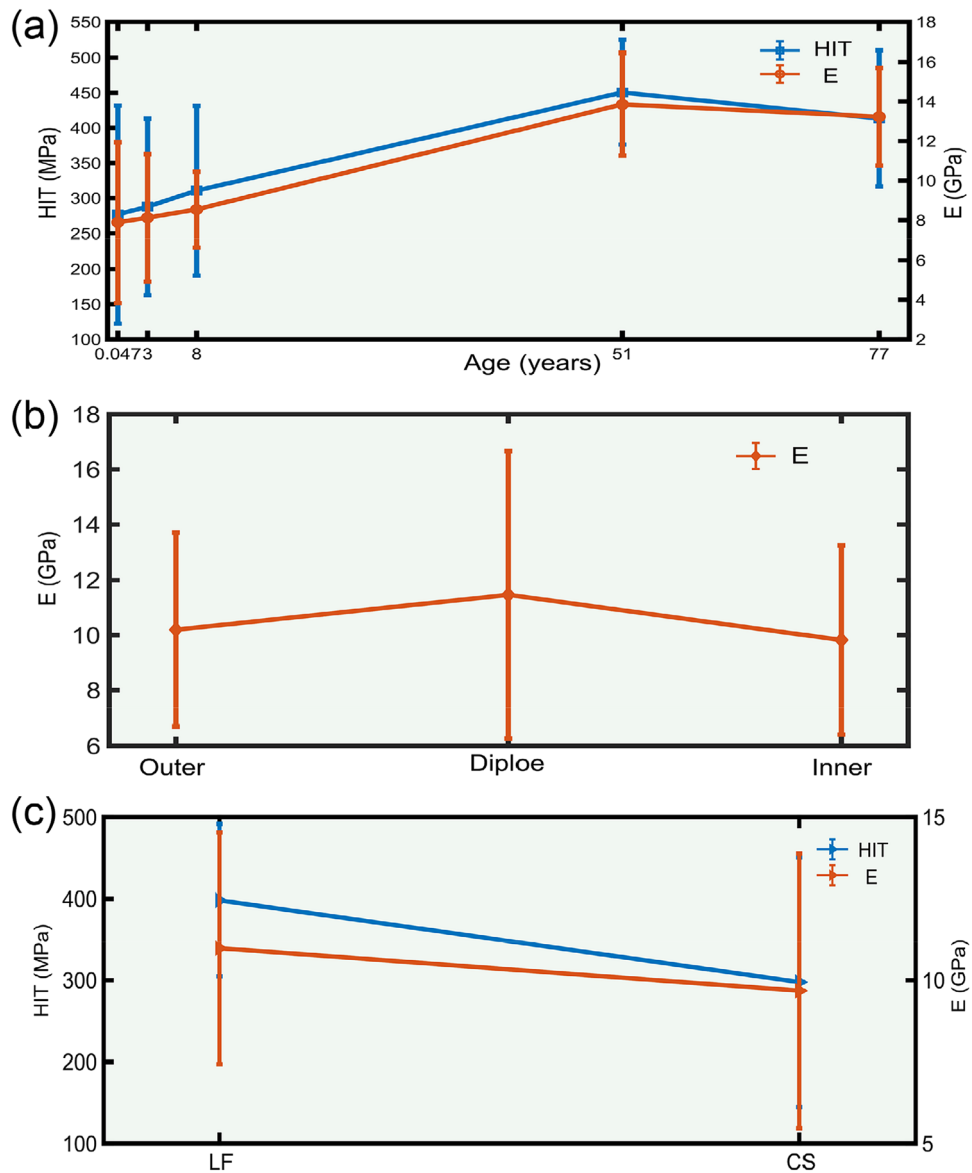 (a)
550
500
450
400
350
300
250
200
150
100
HIT (MPa)
HIT
E
18
16
14
12
10
8
6
4
2
E (GPa)
0.0473
8
51
77
Age (years)
(b)
18
16
14
12
10
8
6
E (GPa)
E
Outer
Diploe
Inner
(c)
500
400
300
200
100
HIT (MPa)
HIT
E
15
10
5
E (GPa)
LF
CS